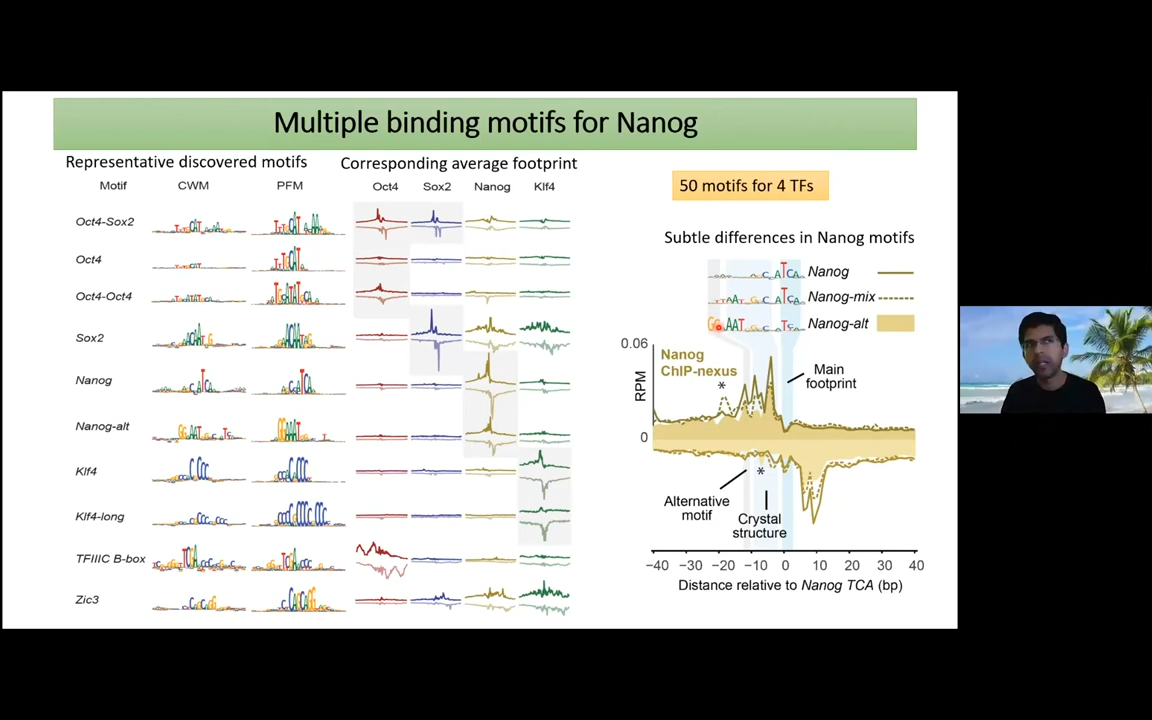 Multiple binding motifs for Nanog
Representative discovered motifs
Corresponding average footprint
Motif CWM PFM Oct4 Sox2 Nanog Klf4
Oct4-Sox2
Oct4
Oct4-Oct4
Sox2
Nanog
Nanog-alt
Klf4
Klf4-long
TFIIIC B-box
Zic3
50 motifs for 4 TFs
Subtle differences in Nanog motifs
Nanog
Nanog-mix
Nanog-alt
0.06
RPM
0
Nanog
ChIP-nexus
*
Main
footprint
*
Alternative
motif
Crystal
structure
−40 −30 −20 −10 0 10 20 30 40
Distance relative to Nanog TCA (bp)